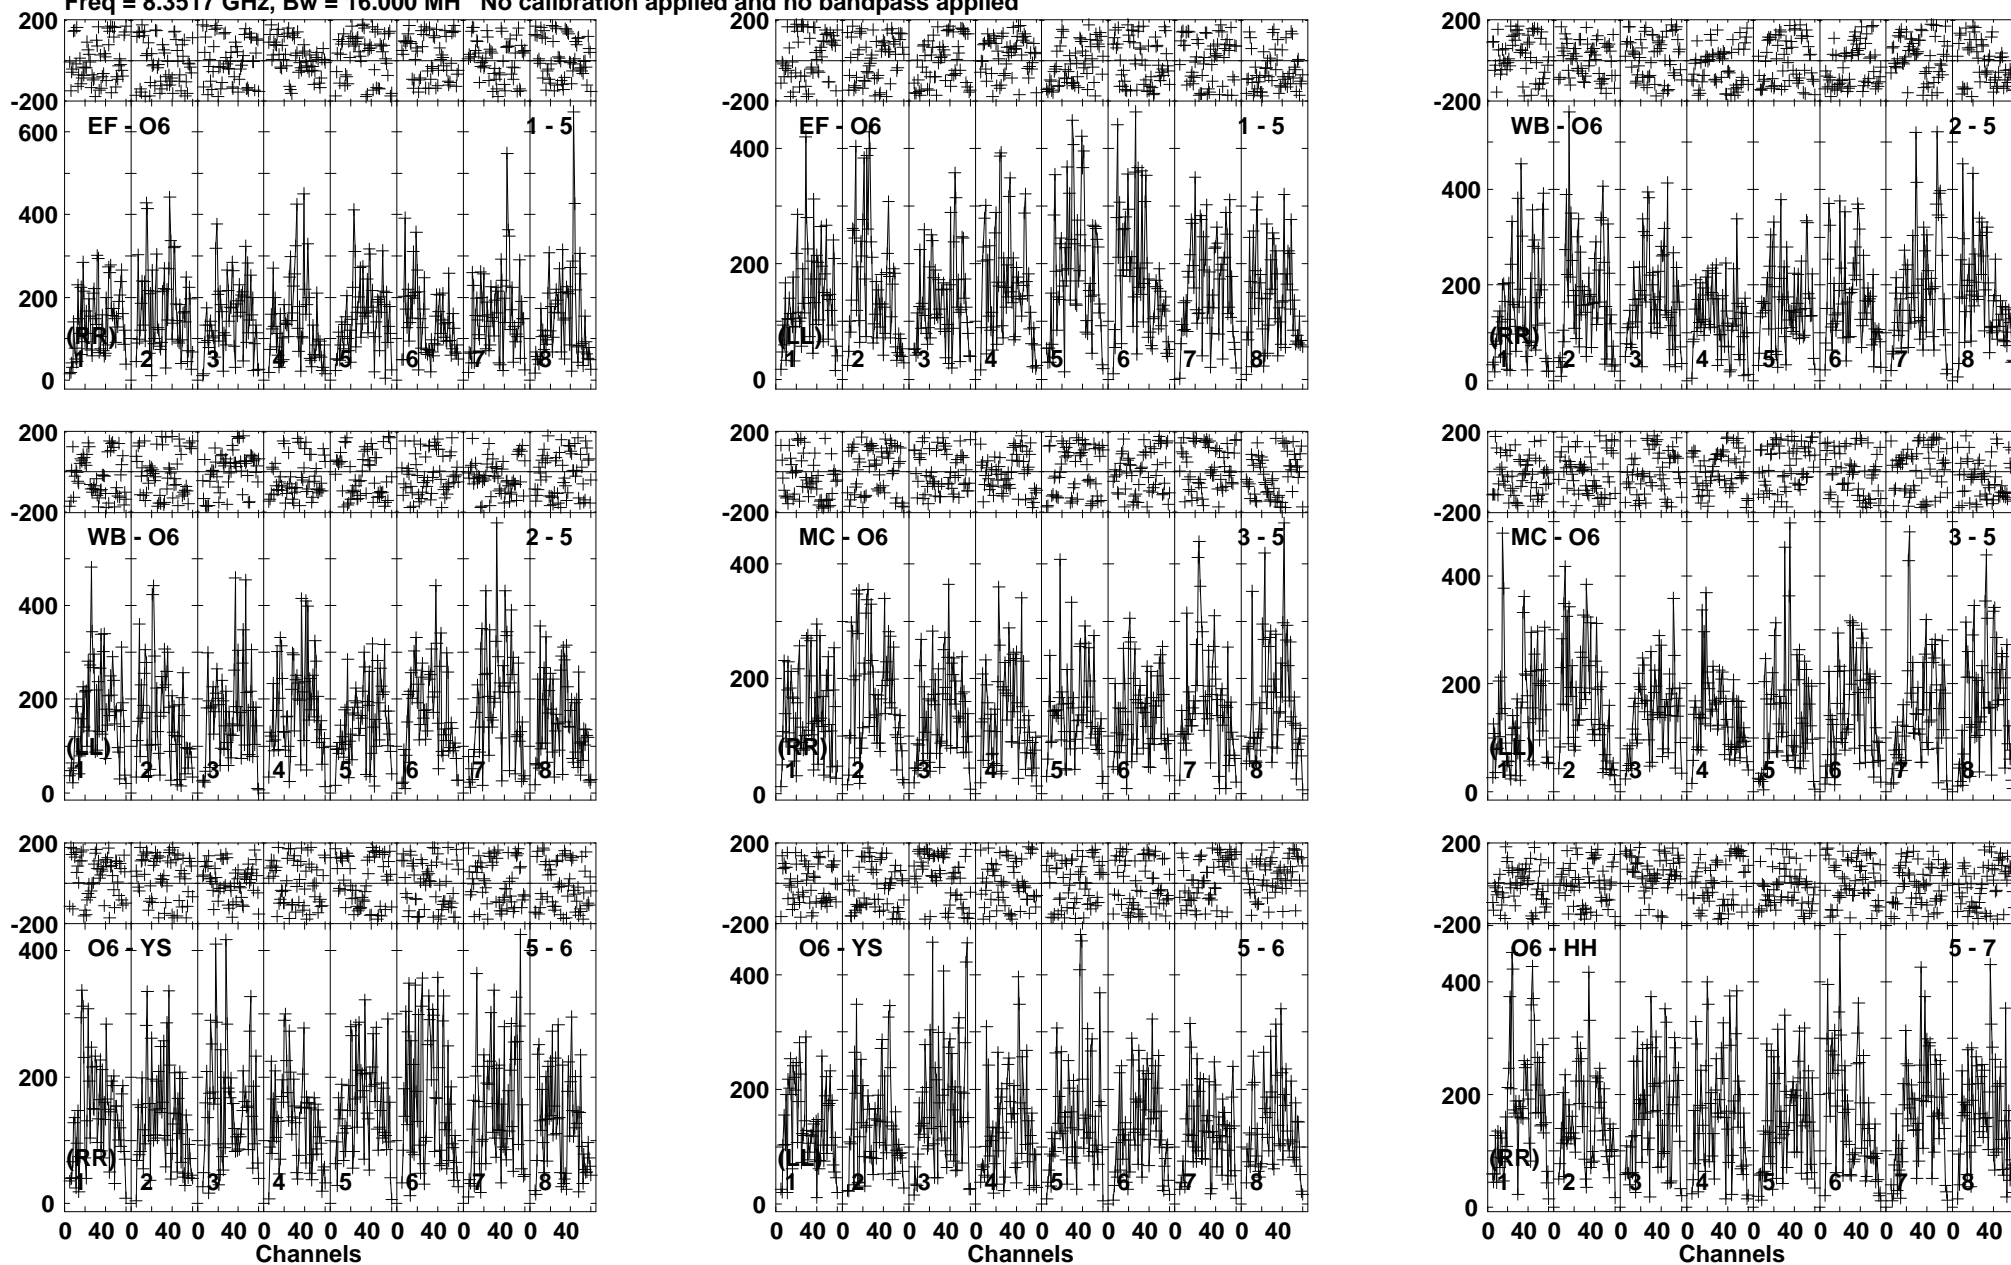 Freq = 8.3517 GHz, Bw = 16.000 MH No calibration applied and no bandpass applied
200 200 200
-200 -200 -200
EF - O6 1 - 5 EF - O6 1 - 5 WB - O6 2 - 5
600
400 400 400
200 200 200
(RR) (LL) (RR)
1 2 3 4 5 6 7 8 1 2 3 4 5 6 7 8 1 2 3 4 5 6 7 8
0 0 0
200 200 200
-200 -200 -200
WB - O6 2 - 5 MC - O6 3 - 5 MC - O6 3 - 5
400 400 400
200 200 200
(LL) (RR) (LL)
1 2 3 4 5 6 7 8 1 2 3 4 5 6 7 8 1 2 3 4 5 6 7 8
0 0 0
200 200 200
-200 -200 -200
O6 - YS 5 - 6 O6 - YS 5 - 6 O6 - HH 5 - 7
400 400 400
200 200 200
(RR) (LL) (RR)
1 2 3 4 5 6 7 8 1 2 3 4 5 6 7 8 1 2 3 4 5 6 7 8
0 0 0
0 40 0 40 0 40 0 40 0 40 0 40 0 40 0 40 0 40 0 40 0 40 0 40 0 40 0 40 0 40 0 40 0 40 0 40 0 40 0 40 0 40 0 40 0 40 0 40
Channels Channels Channels